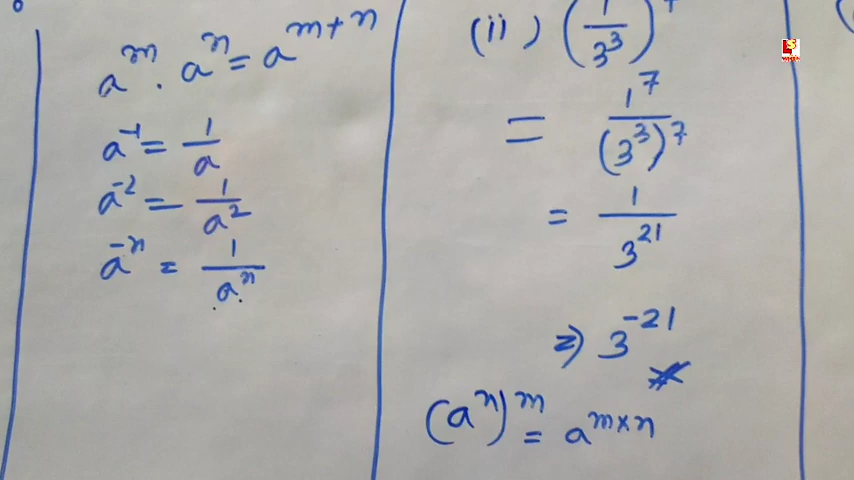 a^m . a^n = a^{m+n}
a^{-1} = 1/a
a^{-2} = 1/a^2
a^{-n} = 1/a^n
(ii) (1/3^3)^7
= 1^7/(3^3)^7
= 1/3^{21}
⇒ 3^{-21}
(a^n)^m = a^{m×n}